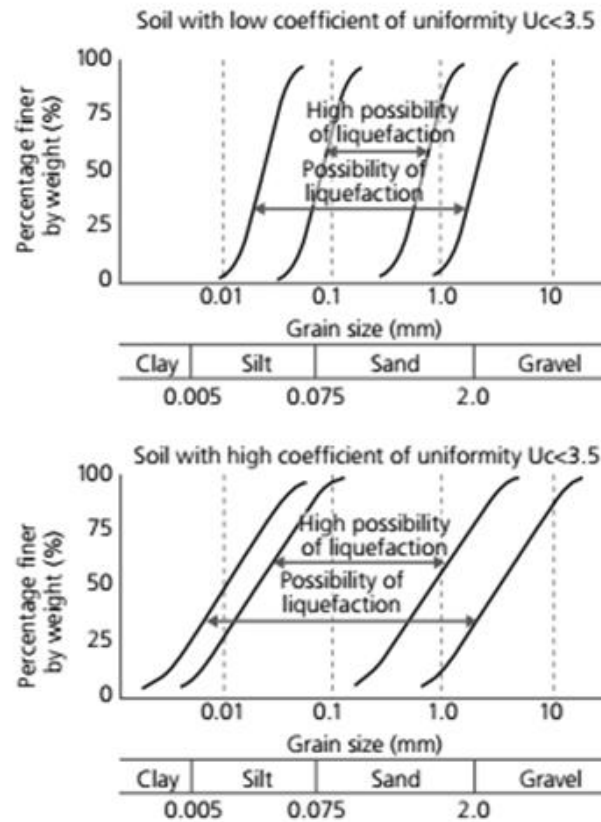 Soil with low coefficient of uniformity Uc<3.5
Percentage finer
by weight (%)
100
75
50
25
0
High possibility
of liquefaction
Possibility of
liquefaction
0.01
0.1
1.0
10
Grain size (mm)
Clay
Silt
Sand
Gravel
0.005
0.075
2.0
Soil with high coefficient of uniformity Uc<3.5
Percentage finer
by weight (%)
100
75
50
25
0
High possibility
of liquefaction
Possibility of
liquefaction
0.01
0.1
1.0
10
Grain size (mm)
Clay
Silt
Sand
Gravel
0.005
0.075
2.0